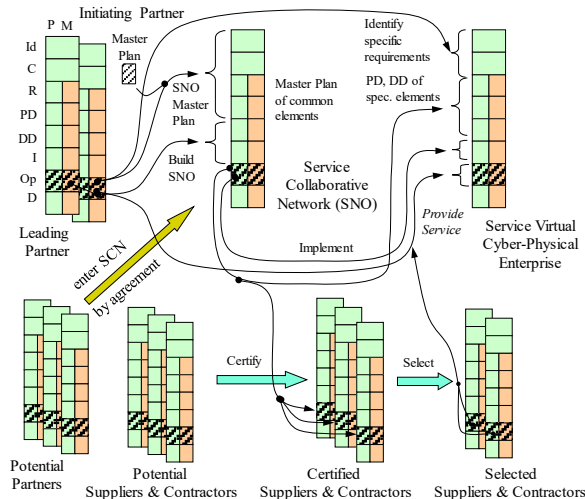 Initiating Partner
P M
Master
Plan
Id
C
R
PD
DD
I
Op
D
Leading
Partner
SNO
Master
Plan
Build
SNO
Master Plan
of common
elements
Service
Collaborative
Network (SNO)
Identify
specific
requirements
PD, DD of
spec. elements
Provide
Service
Implement
Service Virtual
Cyber-Physical
Enterprise
enter SCN
by agreement
Certify
Select
Potential
Partners
Potential
Suppliers & Contractors
Certified
Suppliers & Contractors
Selected
Suppliers & Contractors